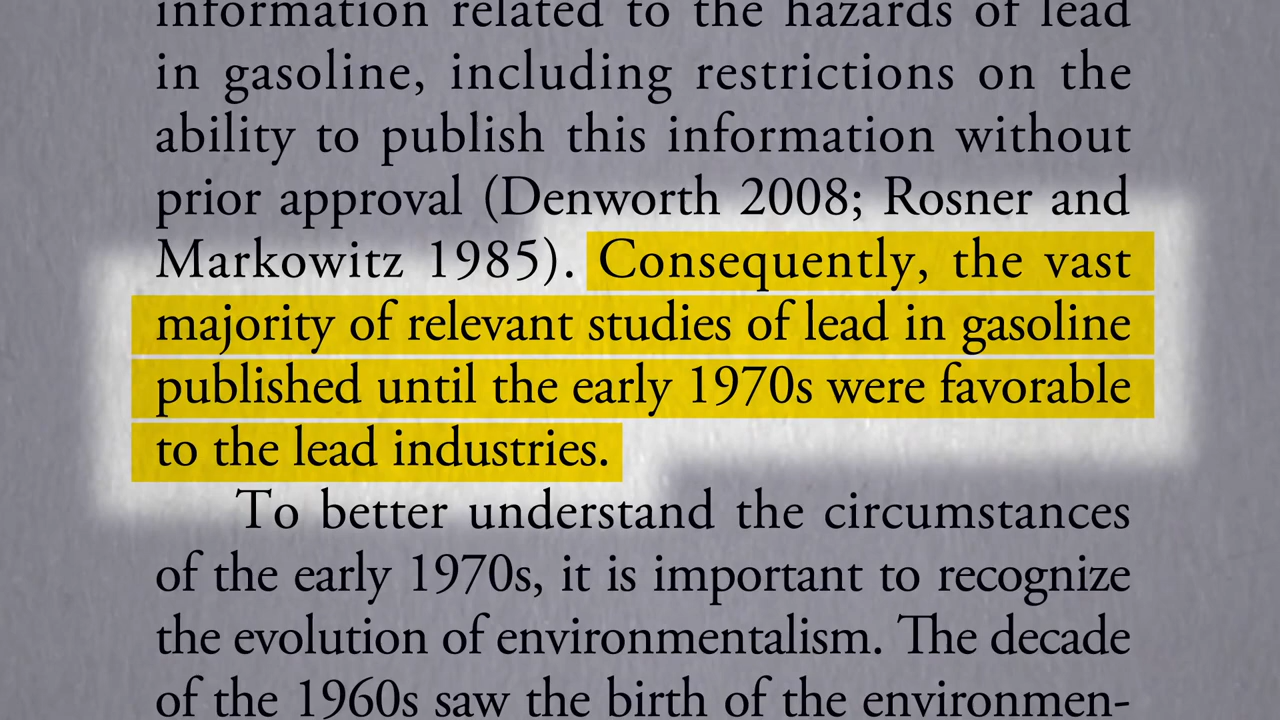 information related to the hazards of lead
in gasoline, including restrictions on the
ability to publish this information without
prior approval (Denworth 2008; Rosner and
Markowitz 1985). Consequently, the vast
majority of relevant studies of lead in gasoline
published until the early 1970s were favorable
to the lead industries.
To better understand the circumstances
of the early 1970s, it is important to recognize
the evolution of environmentalism. The decade
of the 1960s saw the birth of the environmen-